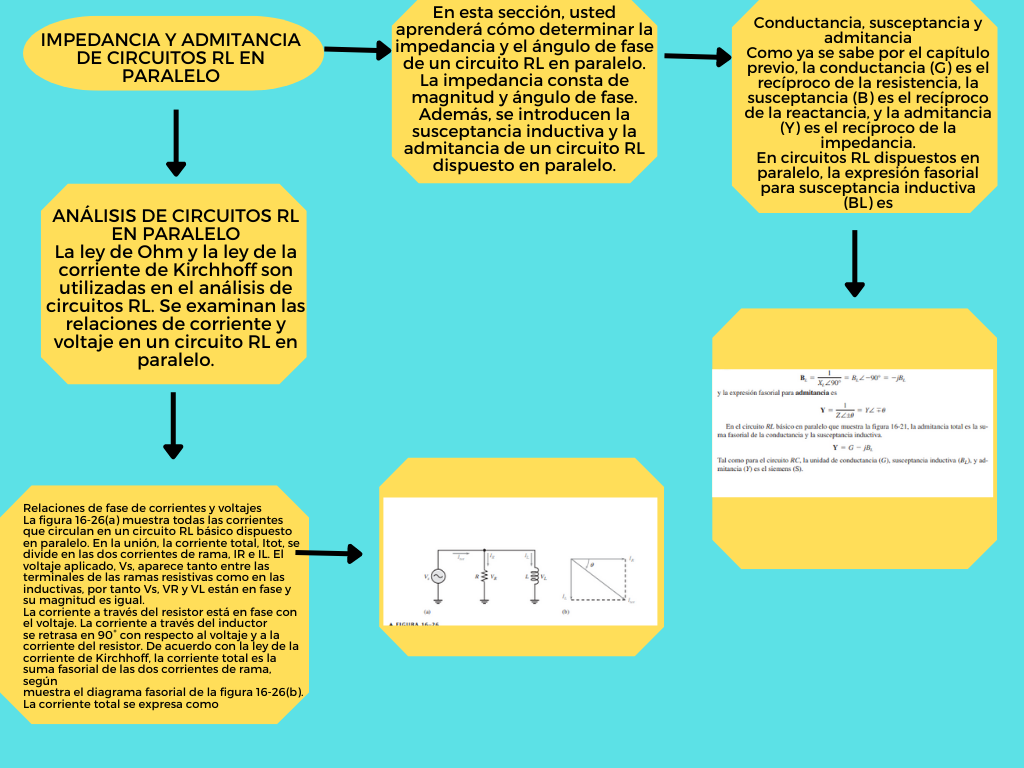 IMPEDANCIA Y ADMITANCIA
DE CIRCUITOS RL EN
PARALELO
En esta sección, usted
aprenderá cómo determinar la
impedancia y el ángulo de fase
de un circuito RL en paralelo.
La impedancia consta de
magnitud y ángulo de fase.
Además, se introducen la
susceptancia inductiva y la
admitancia de un circuito RL
dispuesto en paralelo.
Conductancia, susceptancia y
admitancia
Como ya se sabe por el capítulo
previo, la conductancia (G) es el
recíproco de la resistencia, la
susceptancia (B) es el recíproco
de la reactancia, y la admitancia
(Y) es el recíproco de la
impedancia.
En circuitos RL dispuestos en
paralelo, la expresión fasorial
para susceptancia inductiva
(BL) es
B_L = 1/(X_L∠90°) = B_L∠−90° = −jB_L
y la expresión fasorial para admitancia es
Y = 1/(Z∠±θ) = Y∠∓θ
En el circuito RL básico en paralelo que muestra la figura 16-21, la admitancia total es la su-
ma fasorial de la conductancia y la susceptancia inductiva.
Y = G − jB_L
Tal como para el circuito RC, la unidad de conductancia (G), susceptancia inductiva (B_L), y ad-
mitancia (Y) es el siemens (S).
ANÁLISIS DE CIRCUITOS RL
EN PARALELO
La ley de Ohm y la ley de la
corriente de Kirchhoff son
utilizadas en el análisis de
circuitos RL. Se examinan las
relaciones de corriente y
voltaje en un circuito RL en
paralelo.
Relaciones de fase de corrientes y voltajes
La figura 16-26(a) muestra todas las corrientes
que circulan en un circuito RL básico dispuesto
en paralelo. En la unión, la corriente total, Itot, se
divide en las dos corrientes de rama, IR e IL. El
voltaje aplicado, Vs, aparece tanto entre las
terminales de las ramas resistivas como en las
inductivas, por tanto Vs, VR y VL están en fase y
su magnitud es igual.
La corriente a través del resistor está en fase con
el voltaje. La corriente a través del inductor
se retrasa en 90° con respecto al voltaje y a la
corriente del resistor. De acuerdo con la ley de la
corriente de Kirchhoff, la corriente total es la
suma fasorial de las dos corrientes de rama,
según
muestra el diagrama fasorial de la figura 16-26(b).
La corriente total se expresa como
I_tot I_R I_L I_R
V_s R V_R L V_L θ
I_L I_tot
(a) (b)
▲ FIGURA 16-26